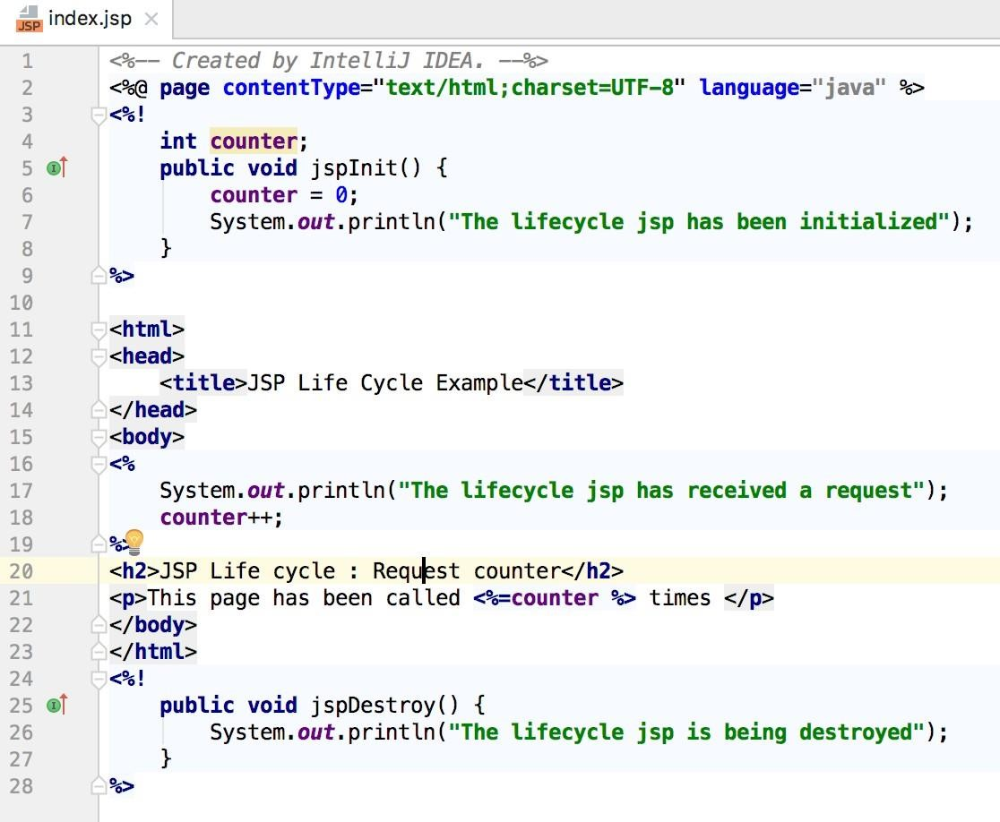 JSP index.jsp
1 <%-- Created by IntelliJ IDEA. --%>
2 <%@ page contentType="text/html;charset=UTF-8" language="java" %>
3 <%!
4     int counter;
5     public void jspInit() {
6         counter = 0;
7         System.out.println("The lifecycle jsp has been initialized");
8     }
9 %>
10
11 <html>
12 <head>
13     <title>JSP Life Cycle Example</title>
14 </head>
15 <body>
16 <%
17     System.out.println("The lifecycle jsp has received a request");
18     counter++;
19 %>
20 <h2>JSP Life cycle : Request counter</h2>
21 <p>This page has been called <%=counter %> times </p>
22 </body>
23 </html>
24 <%!
25     public void jspDestroy() {
26         System.out.println("The lifecycle jsp is being destroyed");
27     }
28 %>